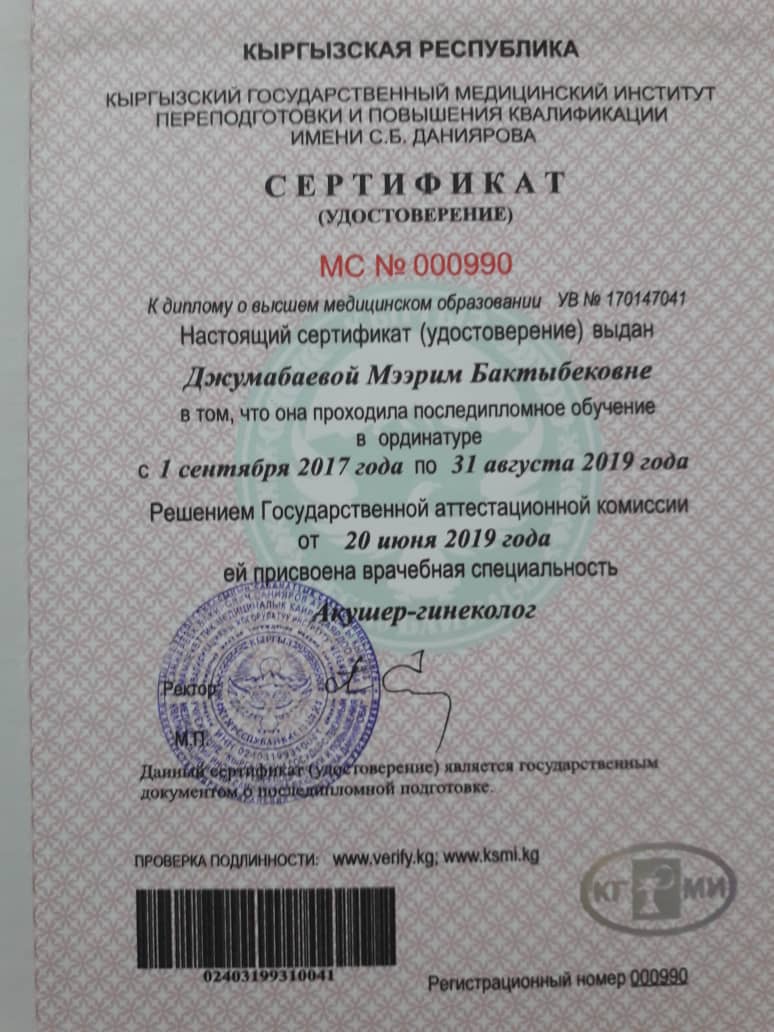 КЫРГЫЗСКАЯ РЕСПУБЛИКА
КЫРГЫЗСКИЙ ГОСУДАРСТВЕННЫЙ МЕДИЦИНСКИЙ ИНСТИТУТ
ПЕРЕПОДГОТОВКИ И ПОВЫШЕНИЯ КВАЛИФИКАЦИИ
ИМЕНИ С.Б. ДАНИЯРОВА
СЕРТИФИКАТ
(УДОСТОВЕРЕНИЕ)
МС № 000990
К диплому о высшем медицинском образовании УВ № 170147041
Настоящий сертификат (удостоверение) выдан
Джумабаевой Мээрим Бактыбековне
в том, что она проходила последипломное обучение
в ординатуре
с 1 сентября 2017 года по 31 августа 2019 года
Решением Государственной аттестационной комиссии
от 20 июня 2019 года
ей присвоена врачебная специальность
Акушер-гинеколог
Ректор
М.П.
Данный сертификат (удостоверение) является государственным
документом о последипломной подготовке.
ПРОВЕРКА ПОДЛИННОСТИ: www.verify.kg; www.ksmi.kg
КГ МИ
02403199310041
Регистрационный номер 000990